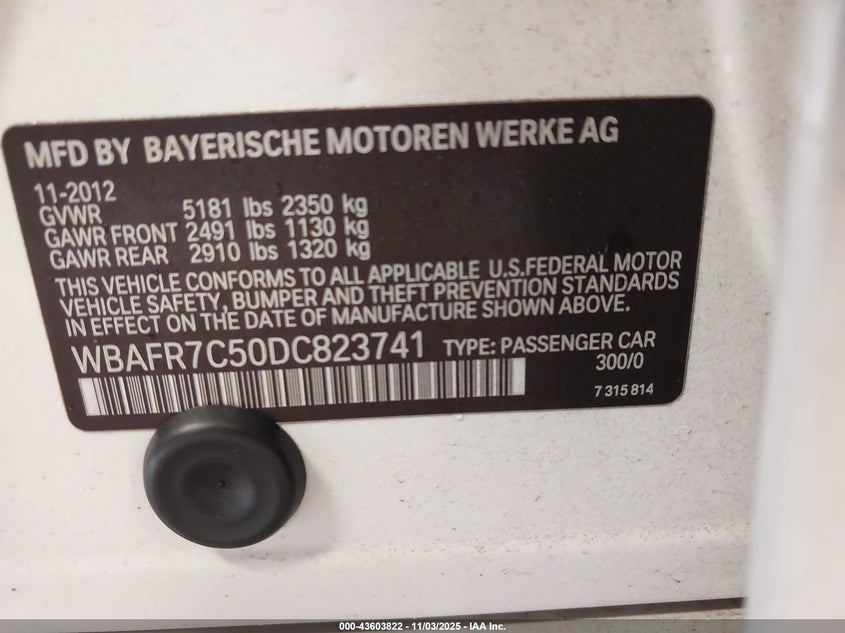 MFD BY BAYERISCHE MOTOREN WERKE AG
11-2012
GVWR 5181 lbs 2350 kg
GAWR FRONT 2491 lbs 1130 kg
GAWR REAR 2910 lbs 1320 kg
THIS VEHICLE CONFORMS TO ALL APPLICABLE U.S.FEDERAL MOTOR
VEHICLE SAFETY, BUMPER AND THEFT PREVENTION STANDARDS
IN EFFECT ON THE DATE OF MANUFACTURE SHOWN ABOVE.
WBAFR7C50DC823741 TYPE: PASSENGER CAR
300/0
7 315 814
000-43603822 - 11/03/2025 - IAA Inc.